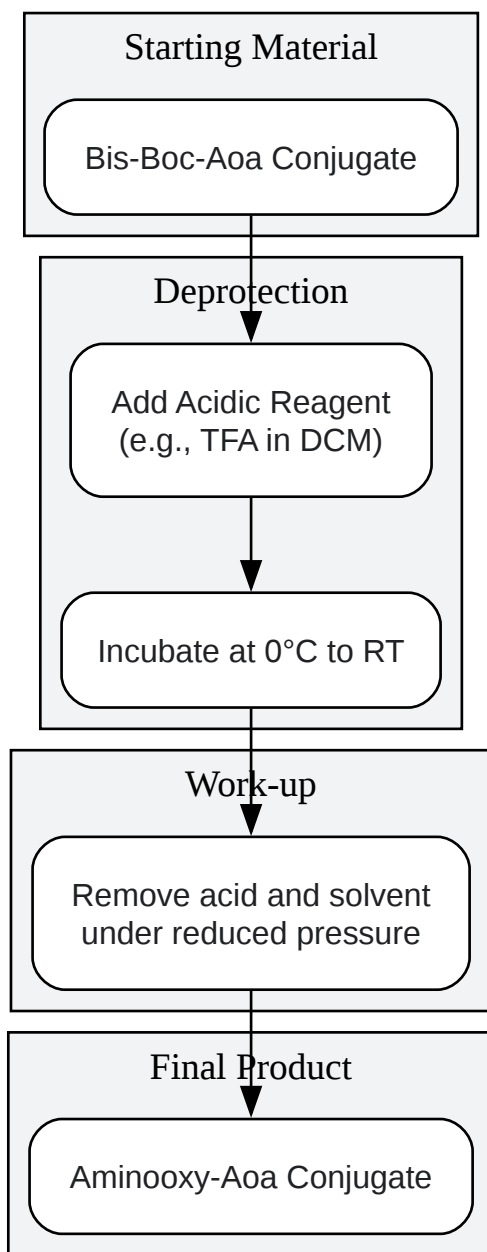 Starting Material
Bis-Boc-Aoa Conjugate
Deprotection
Add Acidic Reagent
(e.g., TFA in DCM)
Incubate at 0°C to RT
Work-up
Remove acid and solvent
under reduced pressure
Final Product
Aminooxy-Aoa Conjugate